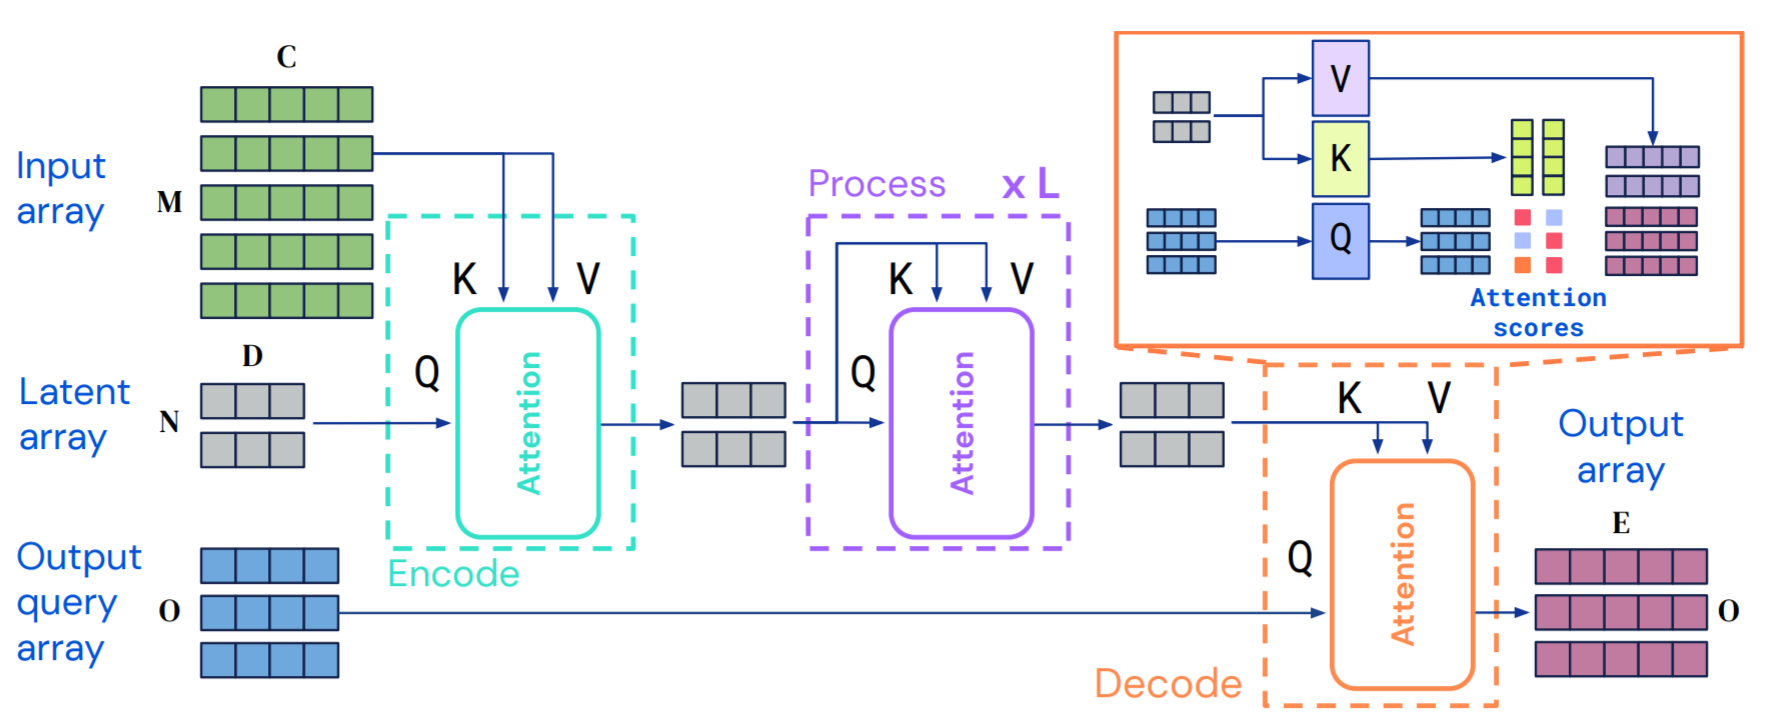 C
Input
array
M
D
Latent
array
N
Output
query
array
O
K
V
Q
Attention
Encode
Process x L
K
V
Q
Attention
V
K
Q
Attention
scores
K
V
Q
Attention
Decode
Output
array
E
O